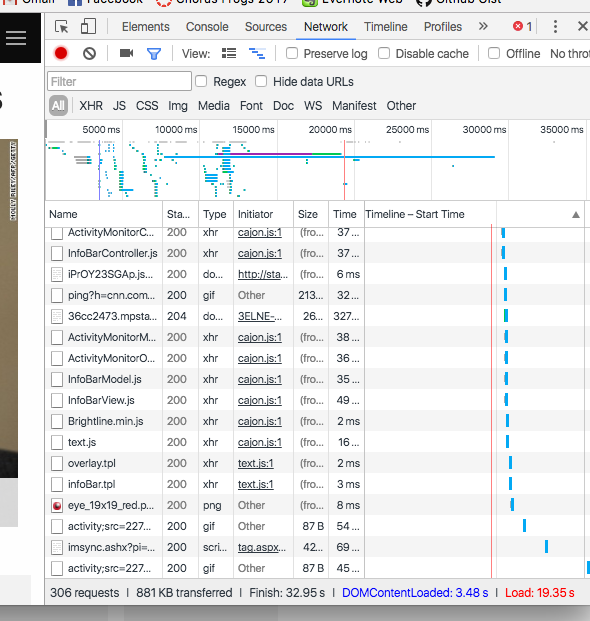 Gmail Facebook Chorus Frogs 2017 Evernote Web Github Gist
Elements Console Sources Network Timeline Profiles » 1
View: Preserve log Disable cache Offline No thro
Filter Regex Hide data URLs
All XHR JS CSS Img Media Font Doc WS Manifest Other
5000 ms 10000 ms 15000 ms 20000 ms 25000 ms 30000 ms 35000 ms
Name Sta... Type Initiator Size Time Timeline – Start Time
ActivityMonitorC... 200 xhr cajon.js:1 (fro... 37...
InfoBarController.js 200 xhr cajon.js:1 (fro... 37...
iPrOY23SGAp.js... 200 do... http://sta... (fro... 6 ms
ping?h=cnn.com... 200 gif Other 213... 32...
36cc2473.mpsta... 204 do... 3ELNE-... 26... 327...
ActivityMonitorM... 200 xhr cajon.js:1 (fro... 38...
ActivityMonitorO... 200 xhr cajon.js:1 (fro... 36...
InfoBarModel.js 200 xhr cajon.js:1 (fro... 35...
InfoBarView.js 200 xhr cajon.js:1 (fro... 49...
Brightline.min.js 200 xhr cajon.js:1 (fro... 2 ms
text.js 200 xhr cajon.js:1 (fro... 16...
overlay.tpl 200 xhr text.js:1 (fro... 2 ms
infoBar.tpl 200 xhr text.js:1 (fro... 3 ms
eye_19x19_red.p... 200 png Other (fro... 8 ms
activity;src=227... 200 gif Other 87 B 54...
imsync.ashx?pi=... 200 scri... tag.aspx... 42... 69...
activity;src=227... 200 gif Other 87 B 45...
306 requests | 881 KB transferred | Finish: 32.95 s | DOMContentLoaded: 3.48 s | Load: 19.35 s